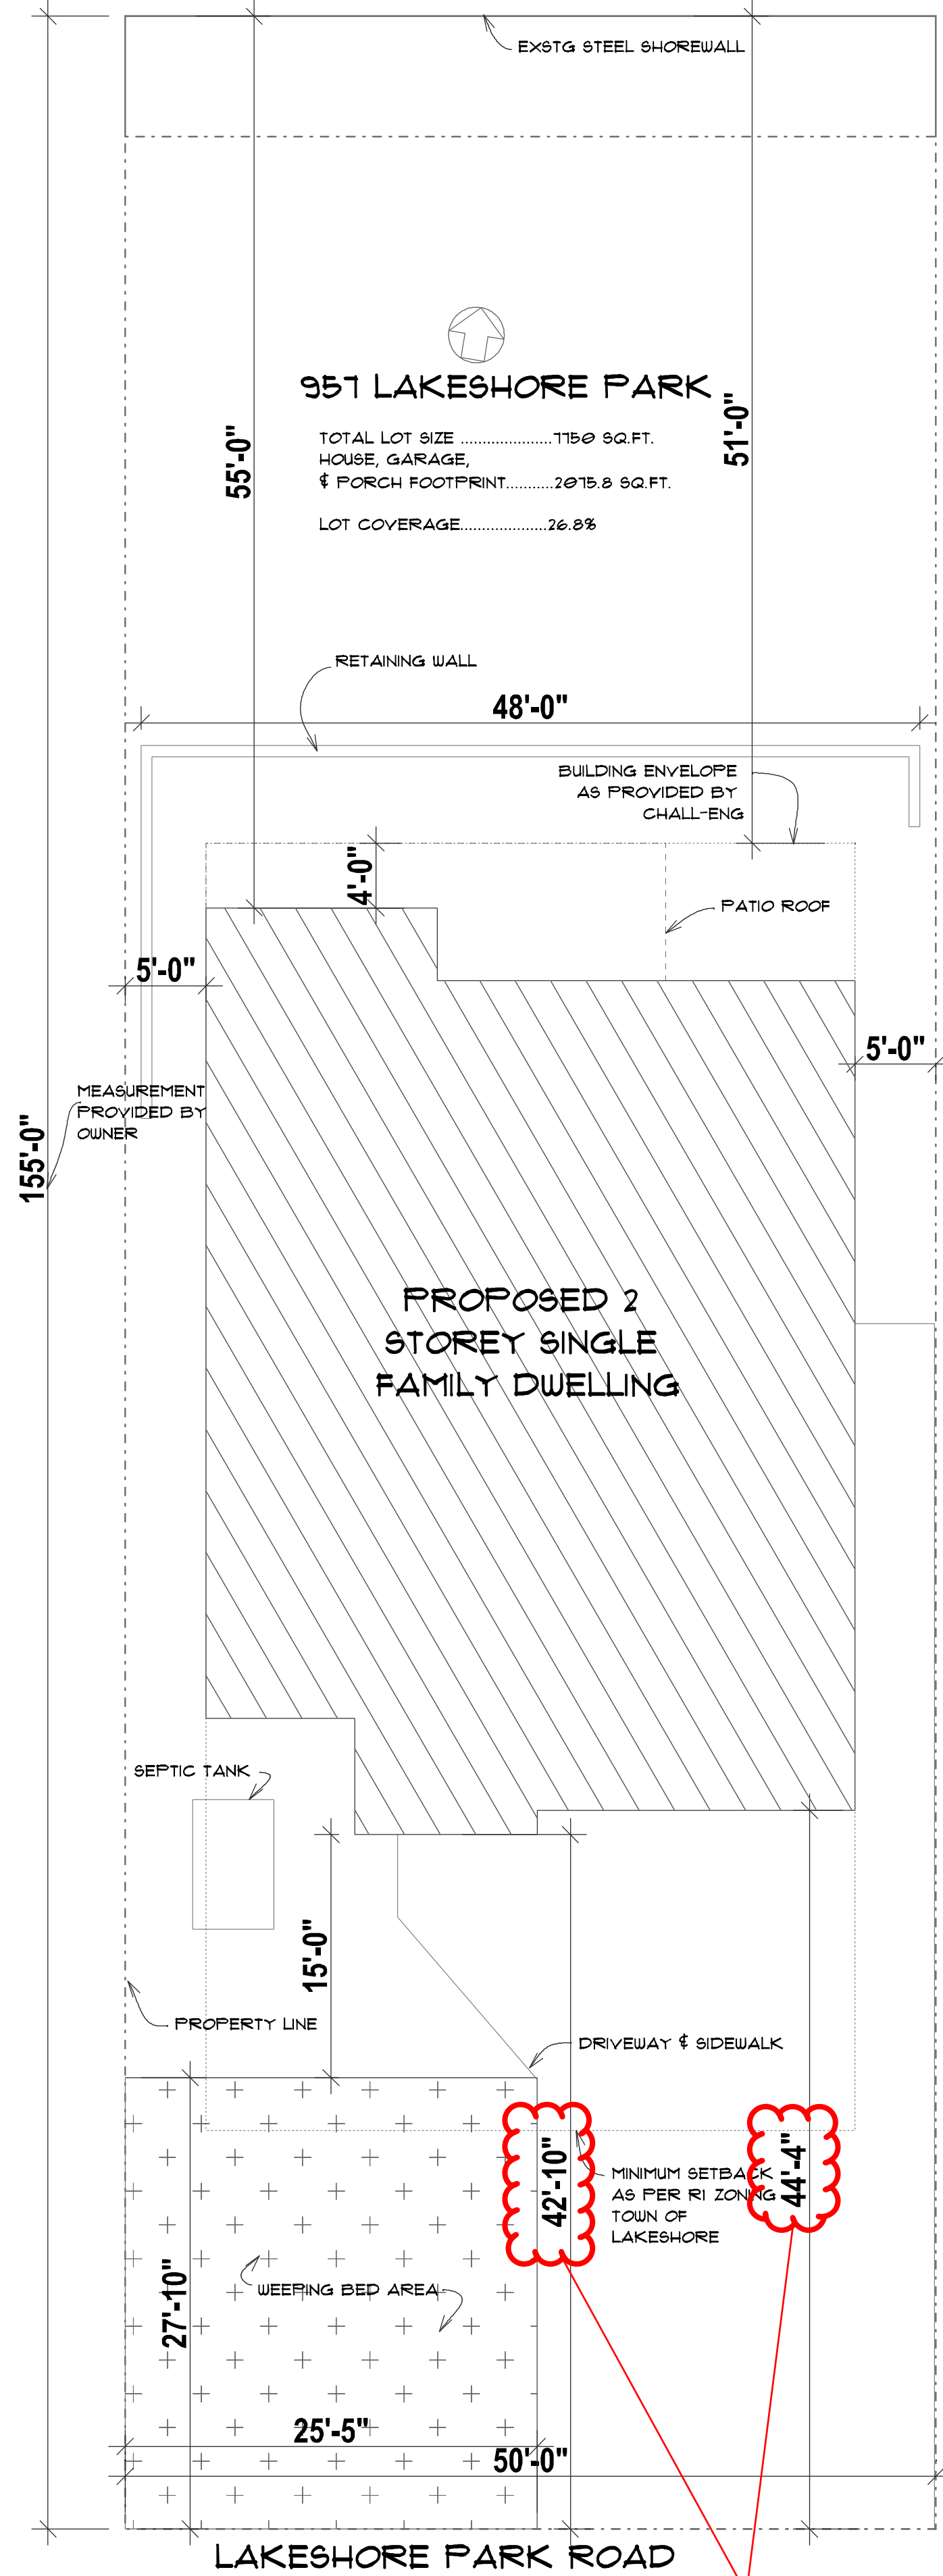 EXSTG STEEL SHOREWALL
957 LAKESHORE PARK
TOTAL LOT SIZE .....................7750 SQ.FT.
HOUSE, GARAGE,
& PORCH FOOTPRINT...........2075.8 SQ.FT.
LOT COVERAGE....................26.8%
55'-0"
51'-0"
RETAINING WALL
48'-0"
BUILDING ENVELOPE
AS PROVIDED BY
CHALL-ENG
4'-0"
PATIO ROOF
5'-0"
5'-0"
MEASUREMENT
PROVIDED BY
OWNER
155'-0"
PROPOSED 2
STOREY SINGLE
FAMILY DWELLING
SEPTIC TANK
15'-0"
PROPERTY LINE
DRIVEWAY & SIDEWALK
42'-10"
44'-4"
MINIMUM SETBACK
AS PER R1 ZONING
TOWN OF
LAKESHORE
WEEPING BED AREA
27'-10"
25'-5"
50'-0"
LAKESHORE PARK ROAD